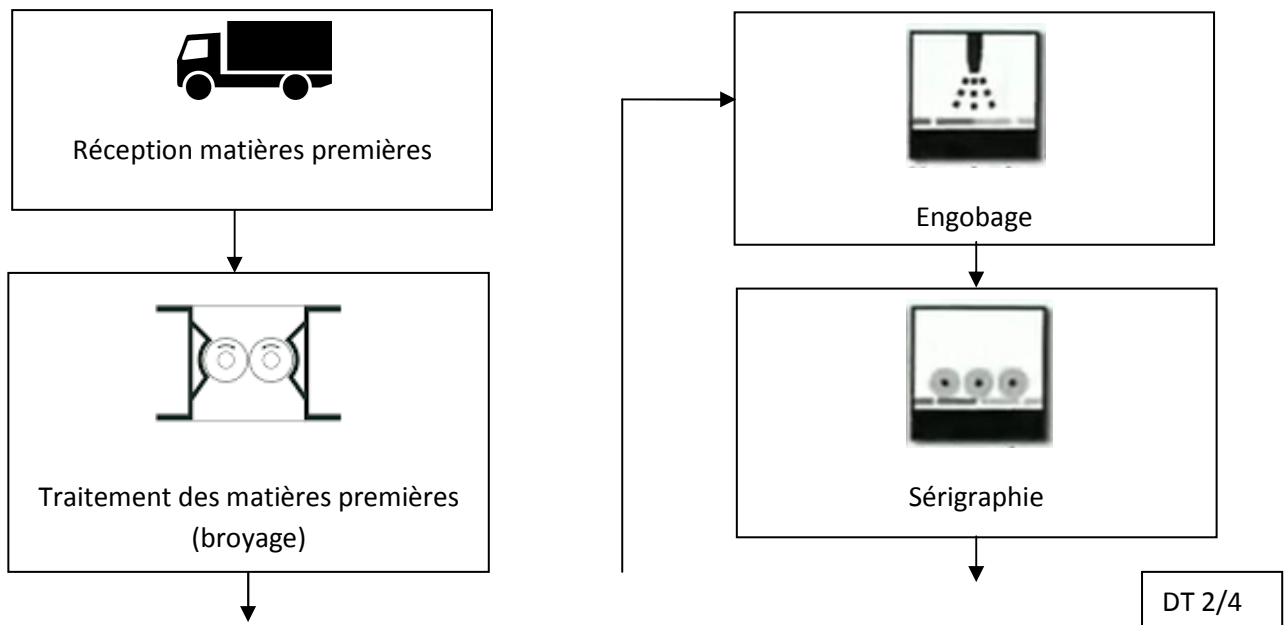 Réception matières premières
Traitement des matières premières
(broyage)
Engobage
Sérigraphie
DT 2/4